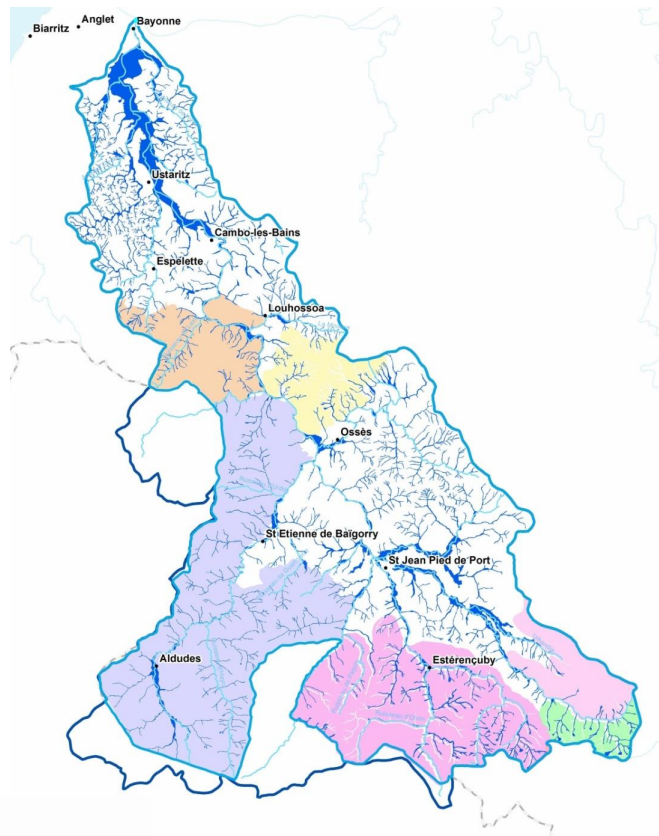 Anglet
Biarritz
Bayonne
Ustaritz
Cambo-les-Bains
Espelette
Louhossoa
Ossès
St Etienne de Baïgorry
St Jean Pied de Port
Aldudes
Estérençuby